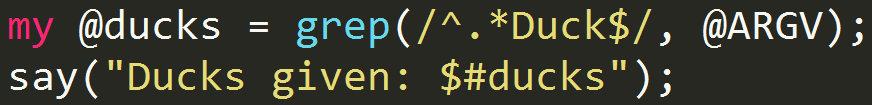 my @ducks = grep(/^.*Duck$/, @ARGV);
say("Ducks given: $#ducks");